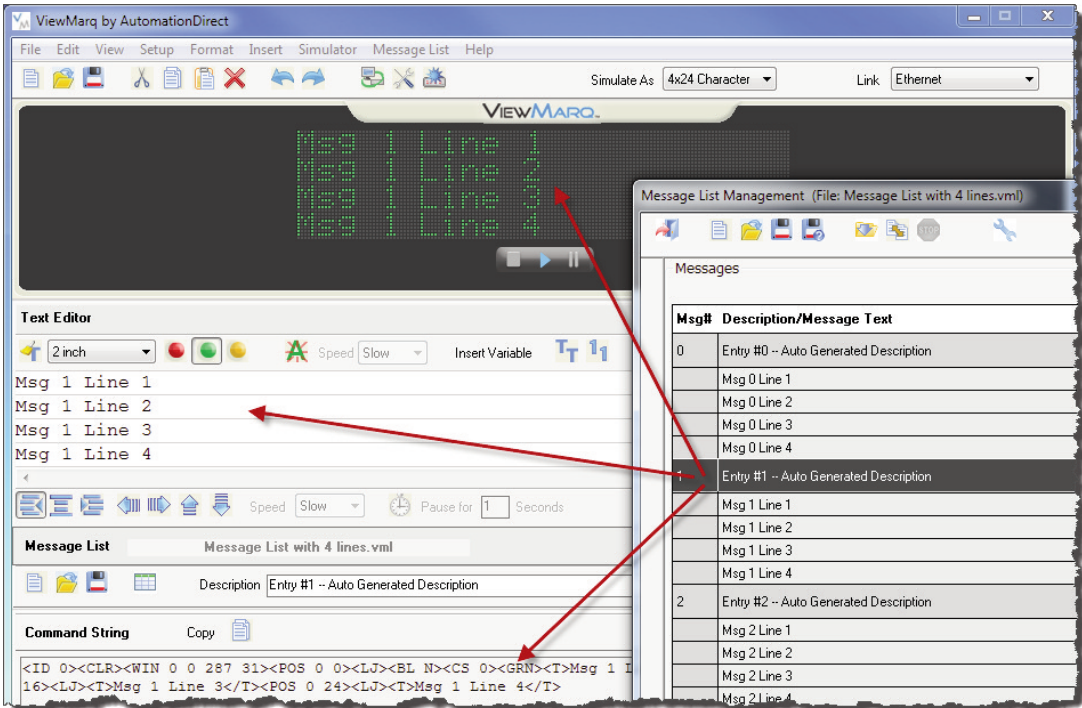 ViewMarq by AutomationDirect
File Edit View Setup Format Insert Simulator Message List Help
Simulate As 4x24 Character Link Ethernet
VIEWMARQ
Msg 1 Line 1
Msg 1 Line 2
Msg 1 Line 3
Msg 1 Line 4
Text Editor
2 inch Speed Slow Insert Variable
Msg 1 Line 1
Msg 1 Line 2
Msg 1 Line 3
Msg 1 Line 4
Speed Slow Pause for 1 Seconds
Message List Message List with 4 lines.vml
Description Entry #1 -- Auto Generated Description
Command String Copy
<ID 0><CLR><WIN 0 0 287 31><POS 0 0><LJ><BL N><CS 0><GRN><T>Msg 1 L
16><LJ><T>Msg 1 Line 3</T><POS 0 24><LJ><T>Msg 1 Line 4</T>
Message List Management (File: Message List with 4 lines.vml)
STOP
Messages
Msg# Description/Message Text
0 Entry #0 -- Auto Generated Description
Msg 0 Line 1
Msg 0 Line 2
Msg 0 Line 3
Msg 0 Line 4
1 Entry #1 -- Auto Generated Description
Msg 1 Line 1
Msg 1 Line 2
Msg 1 Line 3
Msg 1 Line 4
2 Entry #2 -- Auto Generated Description
Msg 2 Line 1
Msg 2 Line 2
Msg 2 Line 3
Msg 2 Line 4